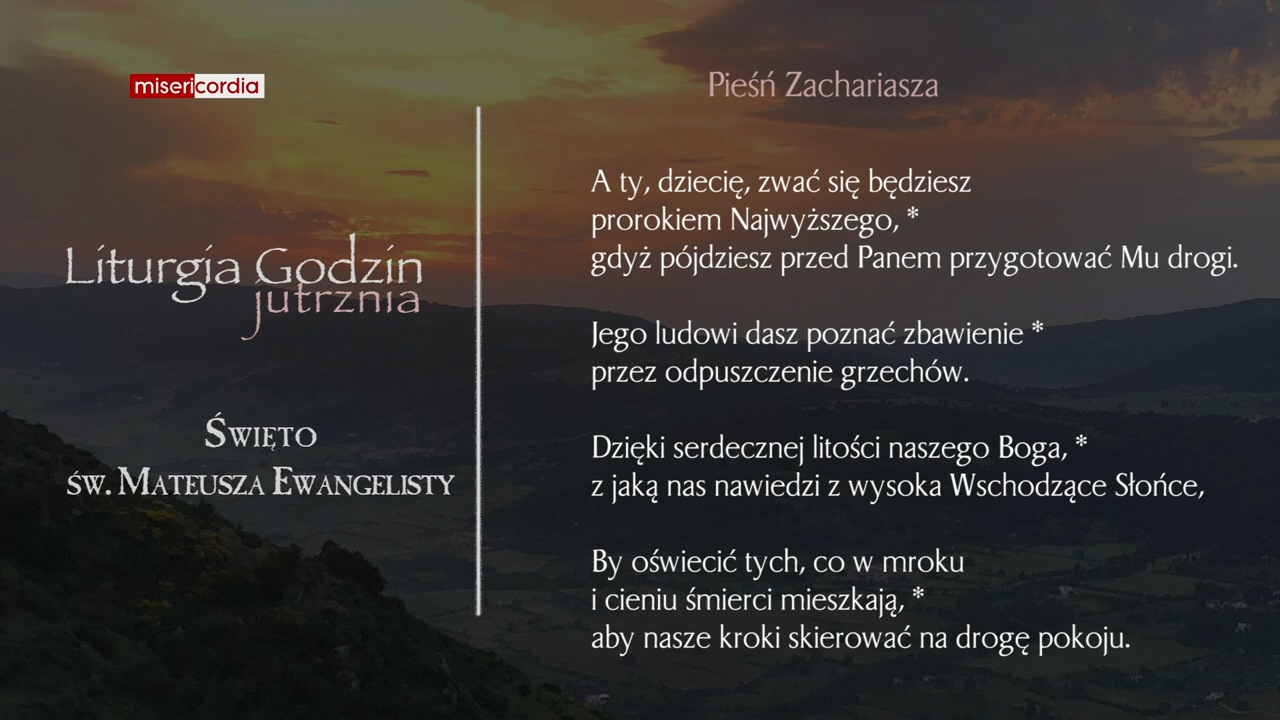 misericordia
Liturgia Godzin
jutrznia
Święto
św. Mateusza Ewangelisty
Pieśń Zachariasza
A ty, dziecię, zwać się będziesz
prorokiem Najwyższego, *
gdyż pójdziesz przed Panem przygotować Mu drogi.
Jego ludowi dasz poznać zbawienie *
przez odpuszczenie grzechów.
Dzięki serdecznej litości naszego Boga, *
z jaką nas nawiedzi z wysoka Wschodzące Słońce,
By oświecić tych, co w mroku
i cieniu śmierci mieszkają, *
aby nasze kroki skierować na drogę pokoju.